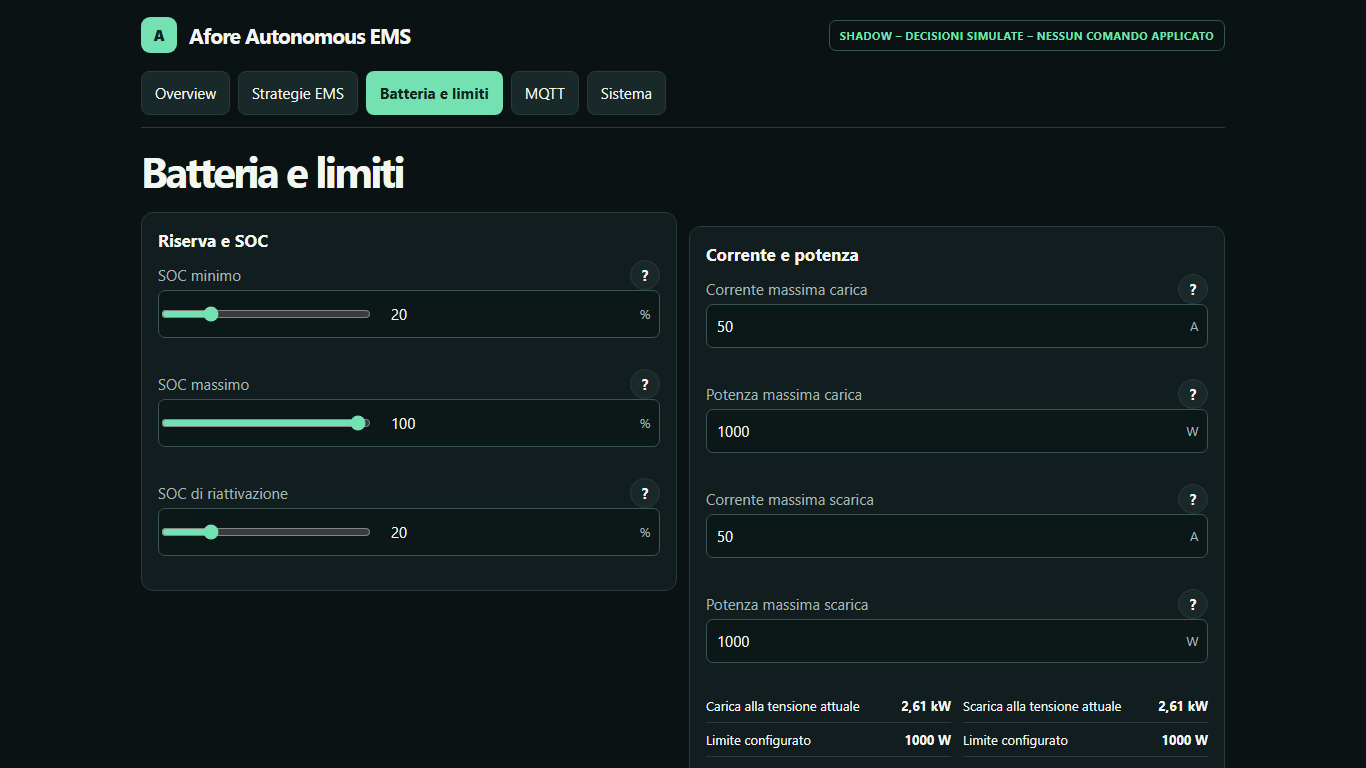 A
Afore Autonomous EMS
SHADOW – DECISIONI SIMULATE – NESSUN COMANDO APPLICATO
Overview
Strategie EMS
Batteria e limiti
MQTT
Sistema
Batteria e limiti
Riserva e SOC
SOC minimo
?
20
%
SOC massimo
?
100
%
SOC di riattivazione
?
20
%
Corrente e potenza
Corrente massima carica
?
50
A
Potenza massima carica
?
1000
W
Corrente massima scarica
?
50
A
Potenza massima scarica
?
1000
W
Carica alla tensione attuale 2,61 kW
Scarica alla tensione attuale 2,61 kW
Limite configurato 1000 W
Limite configurato 1000 W